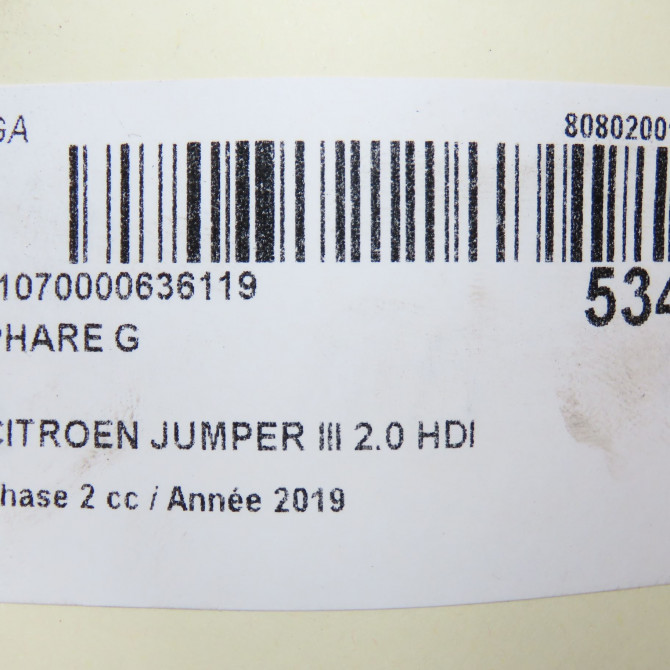 GA 8080200
1070000636119 534
PHARE G
CITROEN JUMPER III 2.0 HDI
hase 2 cc / Année 2019